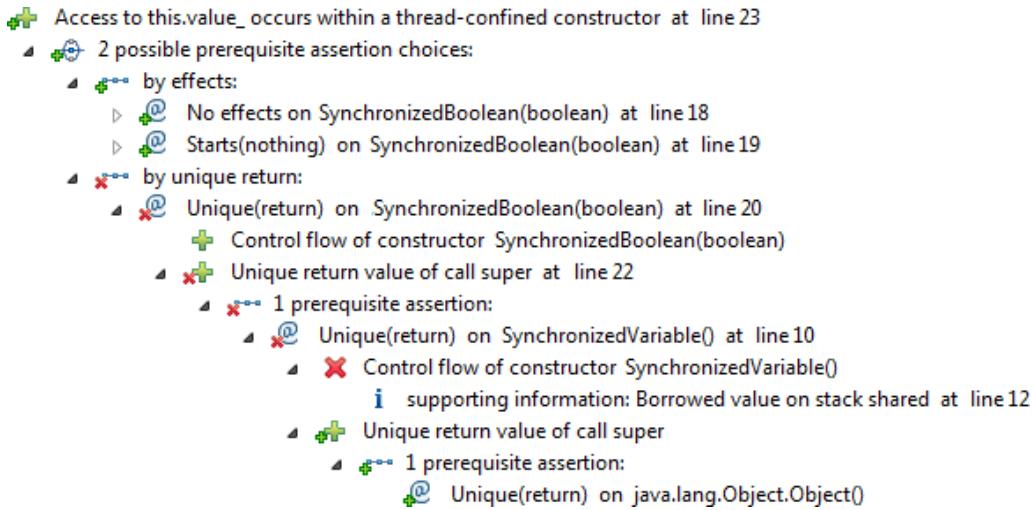 Access to this.value_ occurs within a thread-confined constructor at line 23
2 possible prerequisite assertion choices:
by effects:
No effects on SynchronizedBoolean(boolean) at line 18
Starts(nothing) on SynchronizedBoolean(boolean) at line 19
by unique return:
Unique(return) on SynchronizedBoolean(boolean) at line 20
Control flow of constructor SynchronizedBoolean(boolean)
Unique return value of call super at line 22
1 prerequisite assertion:
Unique(return) on SynchronizedVariable() at line 10
Control flow of constructor SynchronizedVariable()
supporting information: Borrowed value on stack shared at line 12
Unique return value of call super
1 prerequisite assertion:
Unique(return) on java.lang.Object.Object()